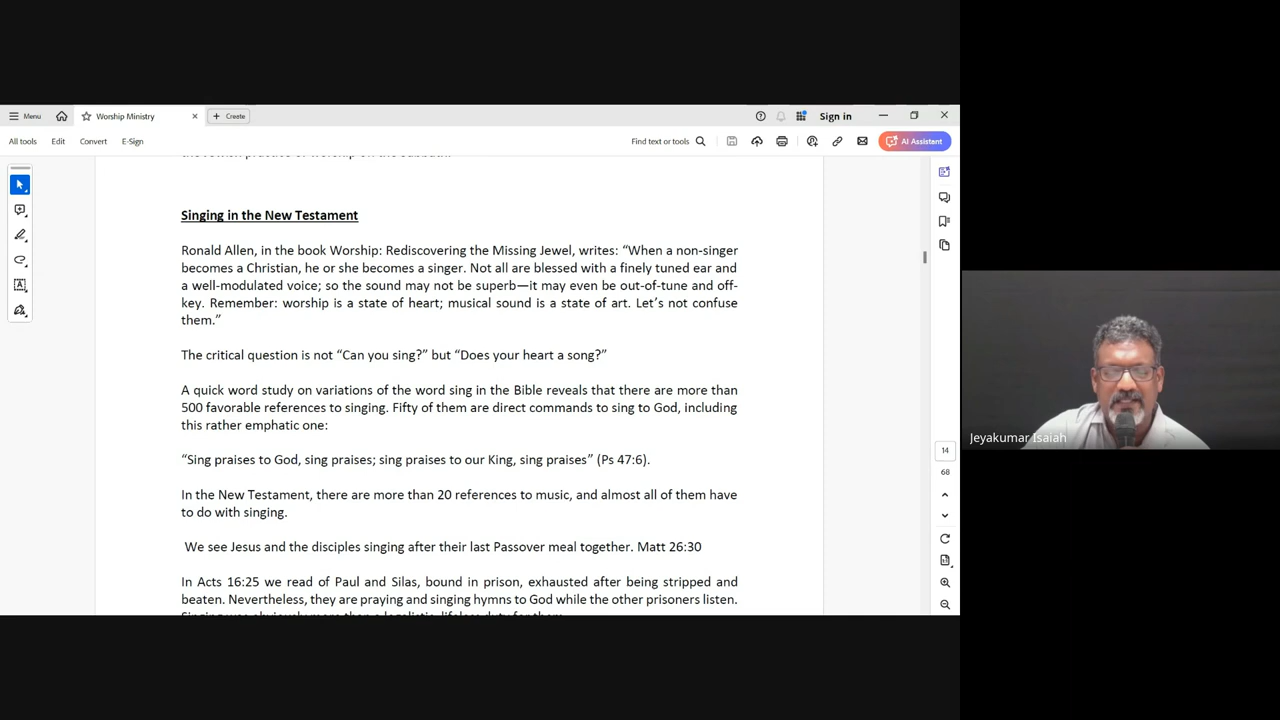 Menu
Worship Ministry
Create
Sign in
All tools
Edit
Convert
E-Sign
Find text or tools
AI Assistant
Singing in the New Testament
Ronald Allen, in the book Worship: Rediscovering the Missing Jewel, writes: “When a non-singer
becomes a Christian, he or she becomes a singer. Not all are blessed with a finely tuned ear and
a well-modulated voice; so the sound may not be superb—it may even be out-of-tune and off-
key. Remember: worship is a state of heart; musical sound is a state of art. Let’s not confuse
them.”
The critical question is not “Can you sing?” but “Does your heart a song?”
A quick word study on variations of the word sing in the Bible reveals that there are more than
500 favorable references to singing. Fifty of them are direct commands to sing to God, including
this rather emphatic one:
“Sing praises to God, sing praises; sing praises to our King, sing praises” (Ps 47:6).
In the New Testament, there are more than 20 references to music, and almost all of them have
to do with singing.
We see Jesus and the disciples singing after their last Passover meal together. Matt 26:30
In Acts 16:25 we read of Paul and Silas, bound in prison, exhausted after being stripped and
beaten. Nevertheless, they are praying and singing hymns to God while the other prisoners listen.
14
68
Jeyakumar Isaiah